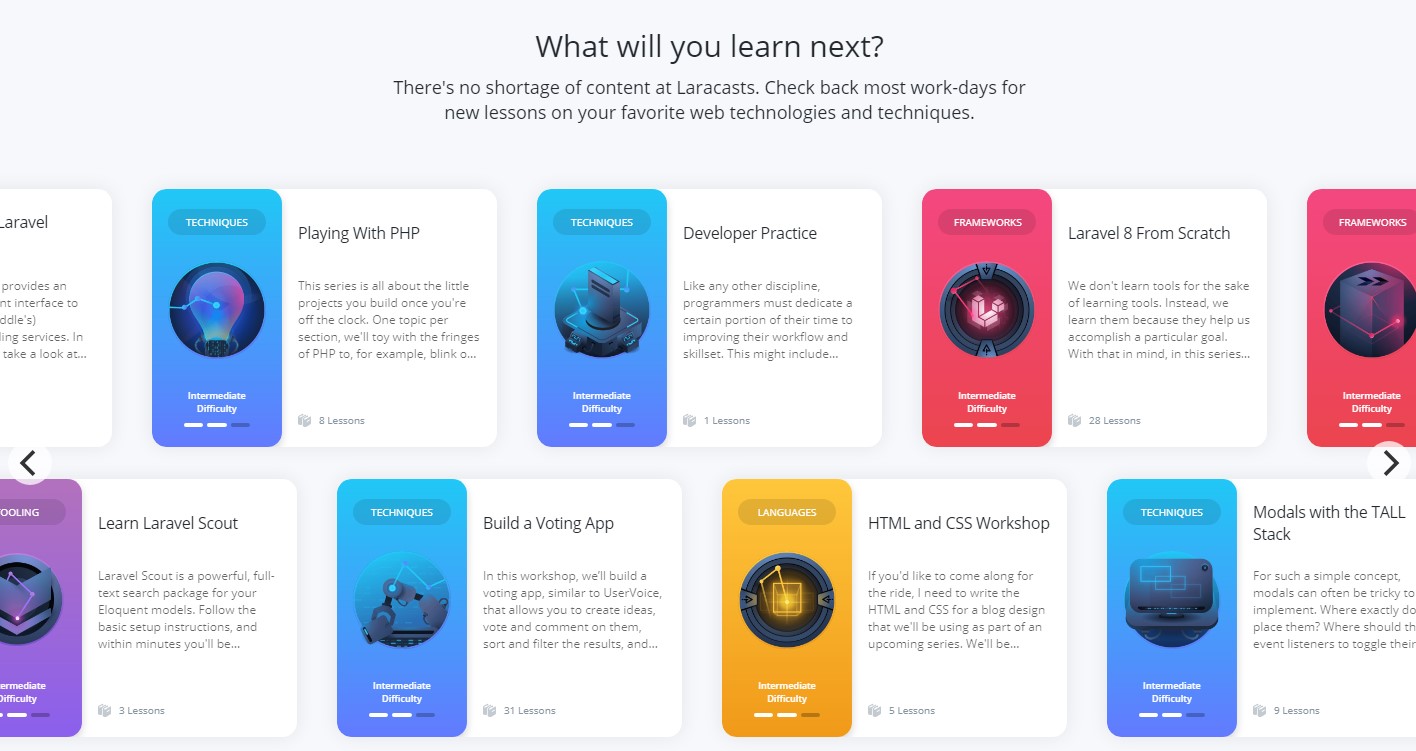 What will you learn next?
There's no shortage of content at Laracasts. Check back most work-days for
new lessons on your favorite web technologies and techniques.
Laravel
provides an
interface to
services. In
take a look at...
TECHNIQUES
Intermediate
Difficulty
Playing With PHP
This series is all about the little
projects you build once you're
off the clock. One topic per
section, we'll toy with the fringes
of PHP to, for example, blink o...
8 Lessons
TECHNIQUES
Intermediate
Difficulty
Developer Practice
Like any other discipline,
programmers must dedicate a
certain portion of their time to
improving their workflow and
skillset. This might include...
1 Lessons
FRAMEWORKS
Intermediate
Difficulty
Laravel 8 From Scratch
We don't learn tools for the sake
of learning tools. Instead, we
learn them because they help us
accomplish a particular goal.
With that in mind, in this series...
28 Lessons
FRAMEWORKS
Intermediate
Difficulty
OOLING
ermediate
Difficulty
Learn Laravel Scout
Laravel Scout is a powerful, full-
text search package for your
Eloquent models. Follow the
basic setup instructions, and
within minutes you'll be...
3 Lessons
TECHNIQUES
Intermediate
Difficulty
Build a Voting App
In this workshop, we'll build a
voting app, similar to UserVoice,
that allows you to create ideas,
vote and comment on them,
sort and filter the results, and...
31 Lessons
LANGUAGES
Intermediate
Difficulty
HTML and CSS Workshop
If you'd like to come along for
the ride, I need to write the
HTML and CSS for a blog design
that we'll be using as part of an
upcoming series. We'll be...
5 Lessons
TECHNIQUES
Intermediate
Difficulty
Modals with the TALL
Stack
For such a simple concept,
modals can often be tricky to
implement. Where exactly do
place them? Where should th
event listeners to toggle their
9 Lessons